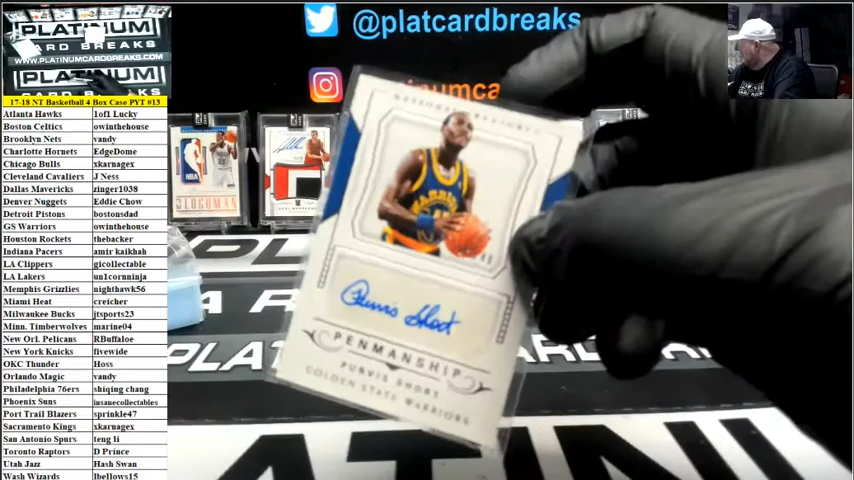 PLATINUM
CARD BREAKS
PLATINUMCARDBREAKS.COM
PLATINUM
@platcardbreaks
17-18 NT Basketball 4 Box Case PYT #13
Atlanta Hawks 1of1 Lucky
Boston Celtics owinthehouse
Brooklyn Nets vandy
Charlotte Hornets EdgeDome
Chicago Bulls xkarnagex
Cleveland Cavaliers J Ness
Dallas Mavericks zinger1038
Denver Nuggets Eddie Chow
Detroit Pistons bostonsdad
GS Warriors owinthehouse
Houston Rockets thebacker
Indiana Pacers amir kaikhah
LA Clippers gicollectable
LA Lakers un1cornninja
Memphis Grizzlies nighthawk56
Miami Heat creicher
Milwaukee Bucks jtsports23
Minn. Timberwolves marine04
New Orl. Pelicans RBuffaloe
New York Knicks fivewide
OKC Thunder Hoss
Orlando Magic vandy
Philadelphia 76ers shiqing chang
Phoenix Suns insanecollectables
Port Trail Blazers sprinkle47
Sacramento Kings xkarnagex
San Antonio Spurs teng li
Toronto Raptors D Prince
Utah Jazz Hash Swan
Wash Wizards lbellows15
NBA
LOGOMAN
WARRIORS
Purvis Short
PENMANSHIP
PURVIS SHORT
GOLDEN STATE WARRIORS